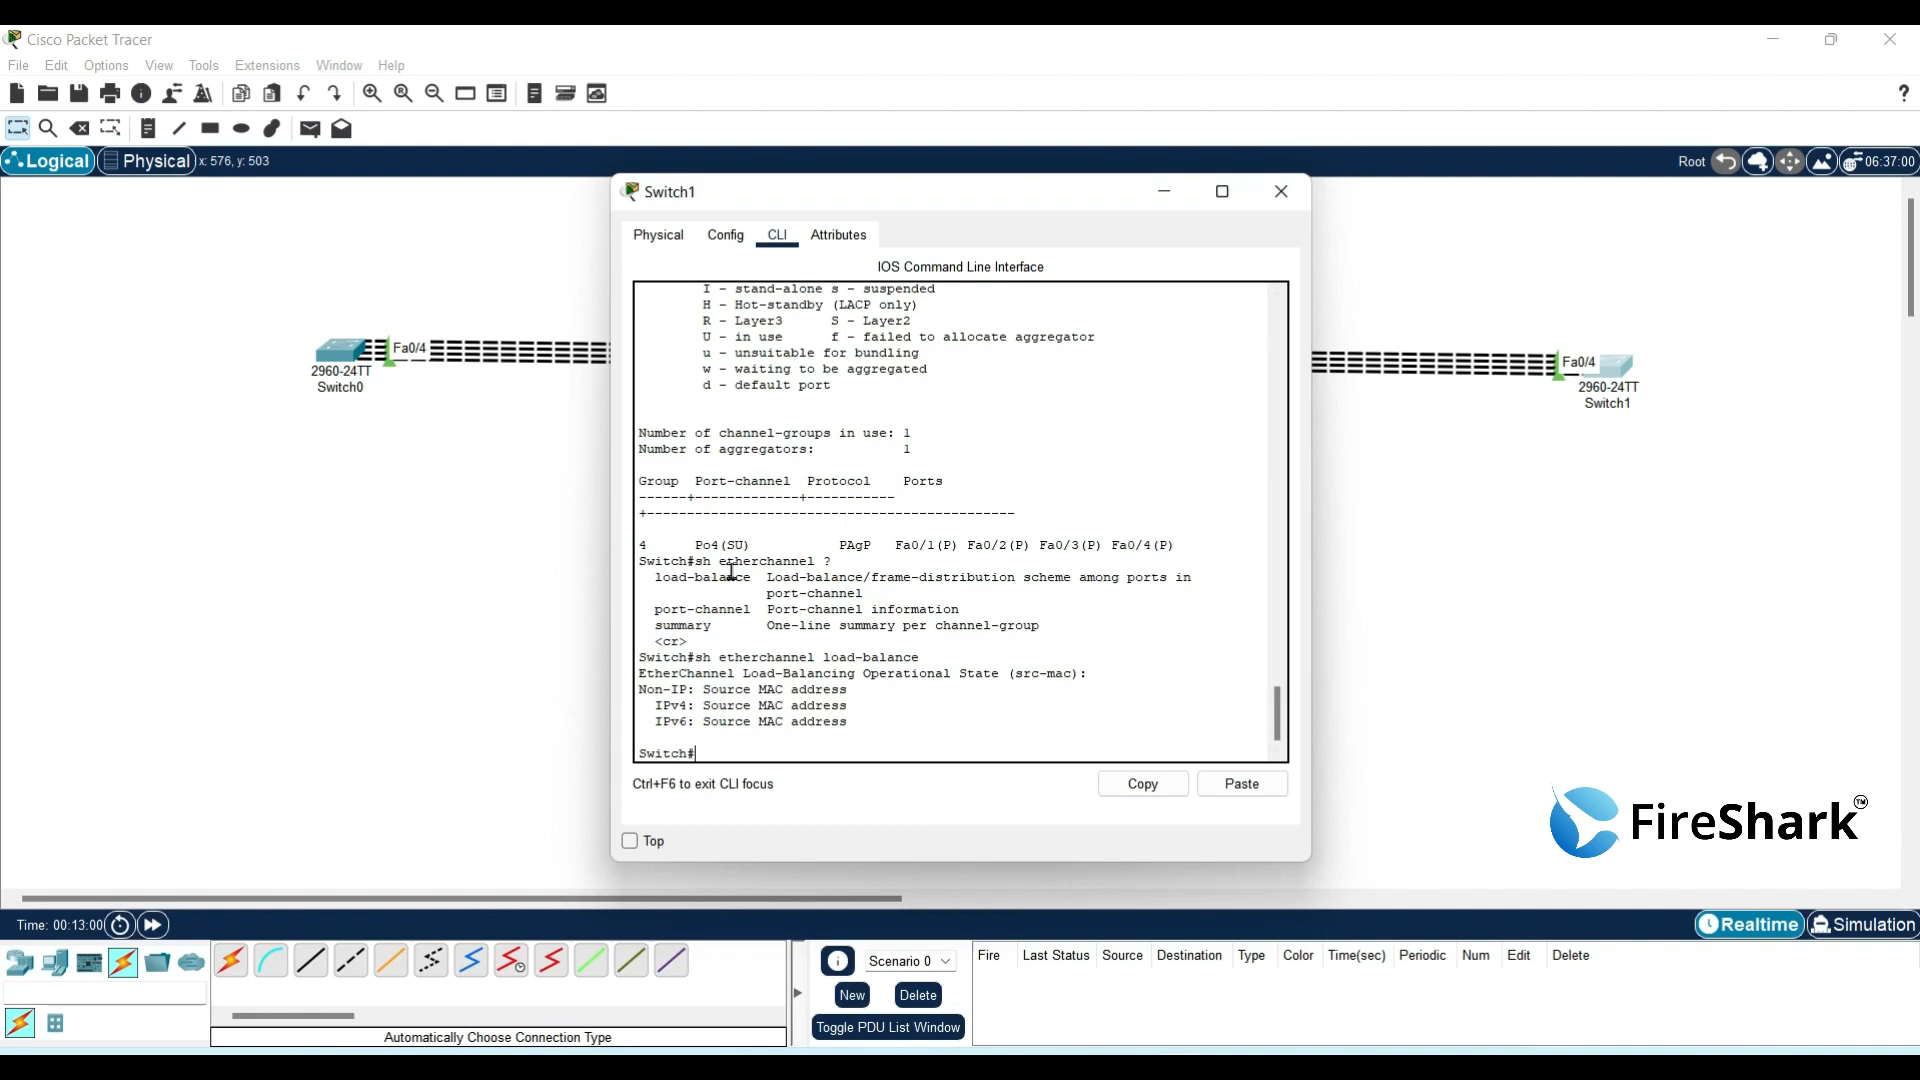 Cisco Packet Tracer
File Edit Options View Tools Extensions Window Help
?
Logical Physical x: 576, y: 503 Root 06:37:00
Switch1
Physical Config CLI Attributes
IOS Command Line Interface
I - stand-alone s - suspended
H - Hot-standby (LACP only)
R - Layer3 S - Layer2
U - in use f - failed to allocate aggregator
u - unsuitable for bundling
w - waiting to be aggregated
d - default port
Number of channel-groups in use: 1
Number of aggregators: 1
Group Port-channel Protocol Ports
------+-------------+-----------
+----------------------------------------------
4 Po4(SU) PAgP Fa0/1(P) Fa0/2(P) Fa0/3(P) Fa0/4(P)
Switch#sh etherchannel ?
load-balance Load-balance/frame-distribution scheme among ports in
port-channel
port-channel Port-channel information
summary One-line summary per channel-group
<cr>
Switch#sh etherchannel load-balance
EtherChannel Load-Balancing Operational State (src-mac):
Non-IP: Source MAC address
IPv4: Source MAC address
IPv6: Source MAC address
Switch#
Ctrl+F6 to exit CLI focus
Copy Paste
Top
Fa0/4
2960-24TT
Switch0
Fa0/4
2960-24TT
Switch1
FireShark™
Time: 00:13:00 Realtime Simulation
Scenario 0
New Delete
Toggle PDU List Window
Fire Last Status Source Destination Type Color Time(sec) Periodic Num Edit Delete
Automatically Choose Connection Type